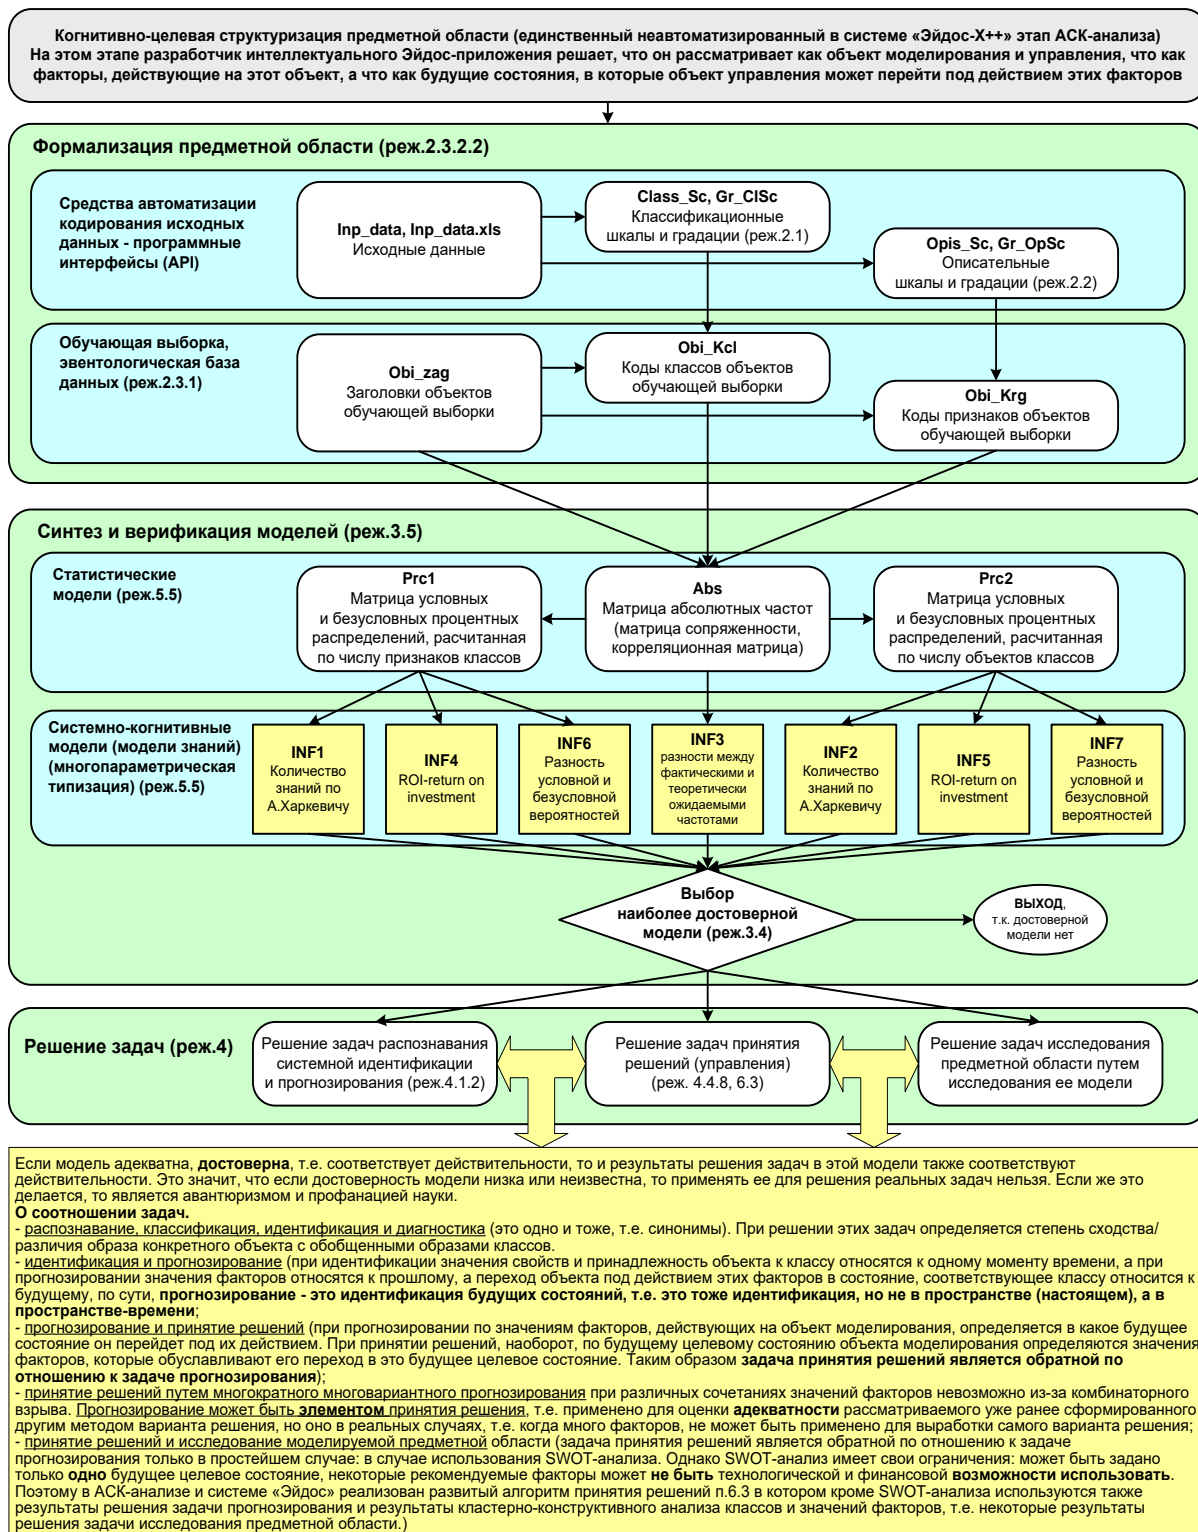 Когнитивно-целевая структуризация предметной области (единственный неавтоматизированный в системе «Эйдос-Х++» этап АСК-анализа)
На этом этапе разработчик интеллектуального Эйдос-приложения решает, что он рассматривает как объект моделирования и управления, что как
факторы, действующие на этот объект, а что как будущие состояния, в которые объект управления может перейти под действием этих факторов
Формализация предметной области (реж.2.3.2.2)
Средства автоматизации
кодирования исходных
данных - программные
интерфейсы (API)
Inp_data, Inp_data.xls
Исходные данные
Class_Sc, Gr_ClSc
Классификационные
шкалы и градации (реж.2.1)
Opis_Sc, Gr_OpSc
Описательные
шкалы и градации (реж.2.2)
Обучающая выборка,
эвентологическая база
данных (реж.2.3.1)
Obi_zag
Заголовки объектов
обучающей выборки
Obi_Kcl
Коды классов объектов
обучающей выборки
Obi_Krg
Коды признаков объектов
обучающей выборки
Синтез и верификация моделей (реж.3.5)
Статистические
модели (реж.5.5)
Prc1
Матрица условных
и безусловных процентных
распределений, расчитанная
по числу признаков классов
Abs
Матрица абсолютных частот
(матрица сопряженности,
корреляционная матрица)
Prc2
Матрица условных
и безусловных процентных
распределений, расчитанная
по числу объектов классов
Системно-когнитивные
модели (модели знаний)
(многопараметрическая
типизация) (реж.5.5)
INF1
Количество
знаний по
А.Харкевичу
INF4
ROI-return on
investment
INF6
Разность
условной и
безусловной
вероятностей
INF3
разности между
фактическими и
теоретически
ожидаемыми
частотами
INF2
Количество
знаний по
А.Харкевичу
INF5
ROI-return on
investment
INF7
Разность
условной и
безусловной
вероятностей
Выбор
наиболее достоверной
модели (реж.3.4)
ВЫХОД,
т.к. достоверной
модели нет
Решение задач (реж.4)
Решение задач распознавания
системной идентификации
и прогнозирования (реж.4.1.2)
Решение задач принятия
решений (управления)
(реж. 4.4.8, 6.3)
Решение задач исследования
предметной области путем
исследования ее модели
Если модель адекватна, достоверна, т.е. соответствует действительности, то и результаты решения задач в этой модели также соответствуют
действительности. Это значит, что если достоверность модели низка или неизвестна, то применять ее для решения реальных задач нельзя. Если же это
делается, то является авантюризмом и профанацией науки.
О соотношении задач.
- распознавание, классификация, идентификация и диагностика (это одно и тоже, т.е. синонимы). При решении этих задач определяется степень сходства/
различия образа конкретного объекта с обобщенными образами классов.
- идентификация и прогнозирование (при идентификации значения свойств и принадлежность объекта к классу относятся к одному моменту времени, а при
прогнозировании значения факторов относятся к прошлому, а переход объекта под действием этих факторов в состояние, соответствующее классу относится к
будущему, по сути, прогнозирование - это идентификация будущих состояний, т.е. это тоже идентификация, но не в пространстве (настоящем), а в
пространстве-времени;
- прогнозирование и принятие решений (при прогнозировании по значениям факторов, действующих на объект моделирования, определяется в какое будущее
состояние он перейдет под их действием. При принятии решений, наоборот, по будущему целевому состоянию объекта моделирования определяются значения
факторов, которые обуславливают его переход в это будущее целевое состояние. Таким образом задача принятия решений является обратной по
отношению к задаче прогнозирования);
- принятие решений путем многократного многовариантного прогнозирования при различных сочетаниях значений факторов невозможно из-за комбинаторного
взрыва. Прогнозирование может быть элементом принятия решения, т.е. применено для оценки адекватности рассматриваемого уже ранее сформированного
другим методом варианта решения, но оно в реальных случаях, т.е. когда много факторов, не может быть применено для выработки самого варианта решения;
- принятие решений и исследование моделируемой предметной области (задача принятия решений является обратной по отношению к задаче
прогнозирования только в простейшем случае: в случае использования SWOT-анализа. Однако SWOT-анализ имеет свои ограничения: может быть задано
только одно будущее целевое состояние, некоторые рекомендуемые факторы может не быть технологической и финансовой возможности использовать.
Поэтому в АСК-анализе и системе «Эйдос» реализован развитый алгоритм принятия решений п.6.3 в котором кроме SWOT-анализа используются также
результаты решения задачи прогнозирования и результаты кластерно-конструктивного анализа классов и значений факторов, т.е. некоторые результаты
решения задачи исследования предметной области.)